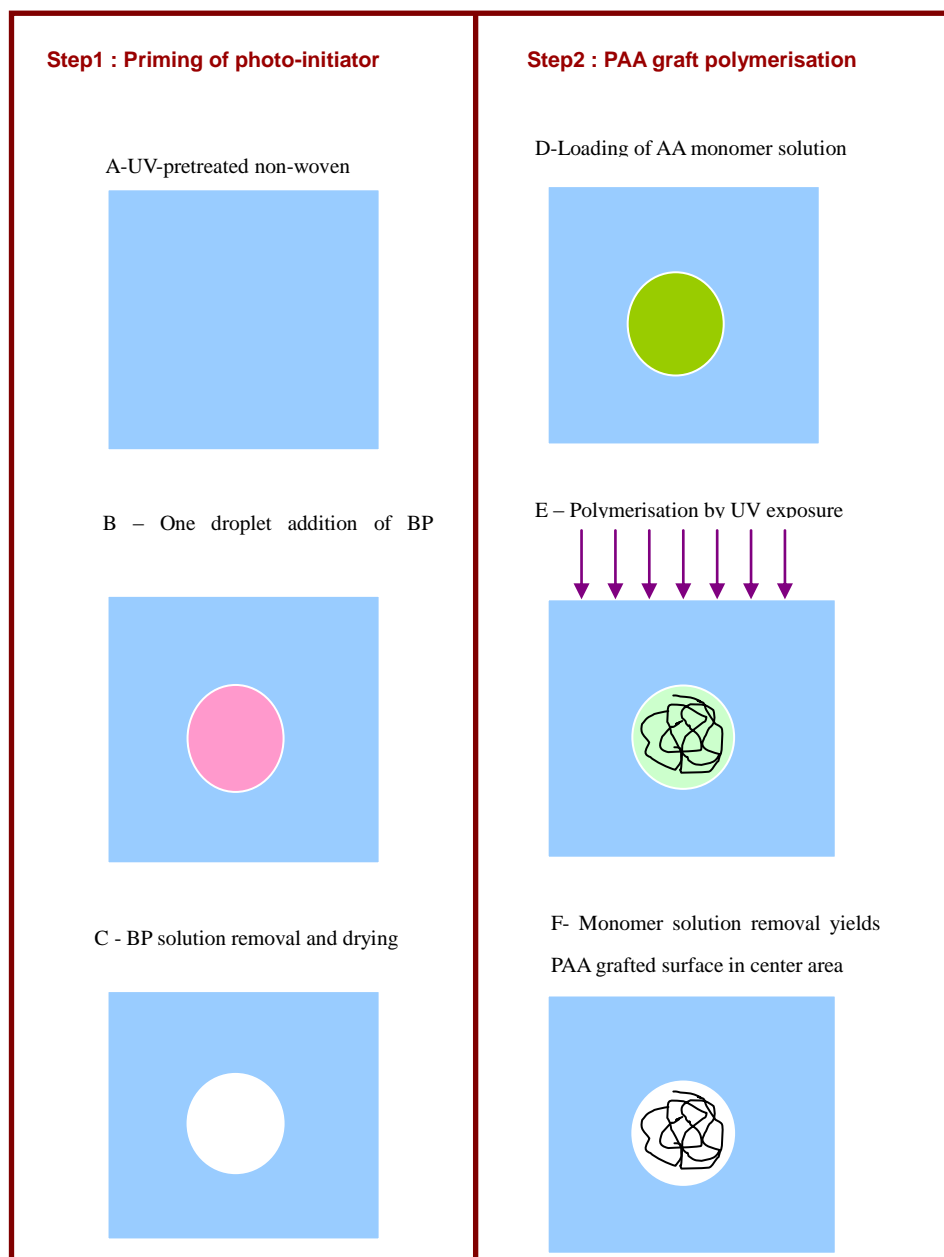 Step1 : Priming of photo-initiator
A-UV-pretreated non-woven
B – One droplet addition of BP
C - BP solution removal and drying
Step2 : PAA graft polymerisation
D-Loading of AA monomer solution
E – Polymerisation by UV exposure
F- Monomer solution removal yields
PAA grafted surface in center area